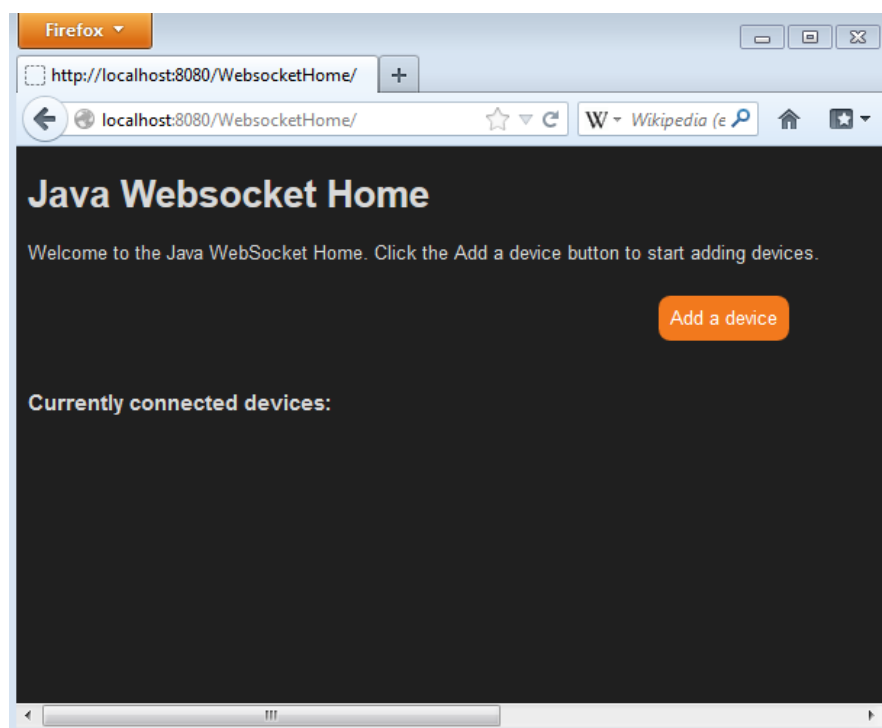 Firefox
http://localhost:8080/WebsocketHome/
localhost:8080/WebsocketHome/
W Wikipedia (e
Java Websocket Home
Welcome to the Java WebSocket Home. Click the Add a device button to start adding devices.
Add a device
Currently connected devices: